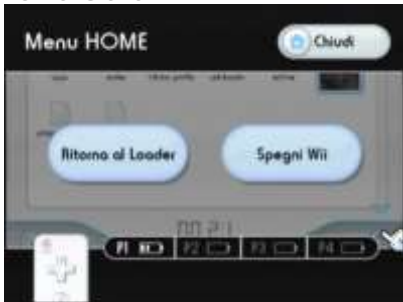 Menu HOME
Chiudi
Ritorna al Loader
Spegni Wii
P1 P2 P3 P4